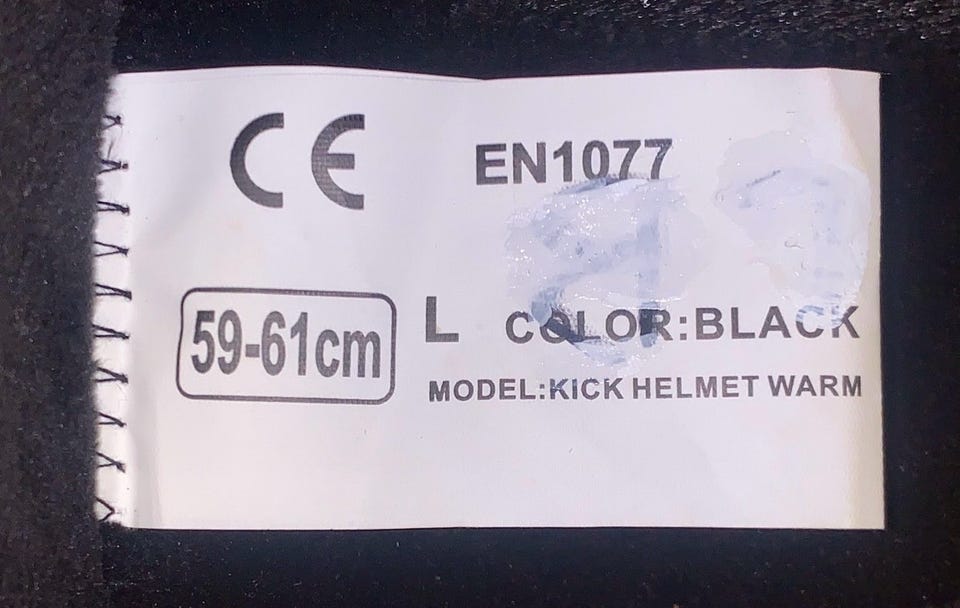 CE EN1077
59-61cm L COLOR:BLACK
MODEL:KICK HELMET WARM